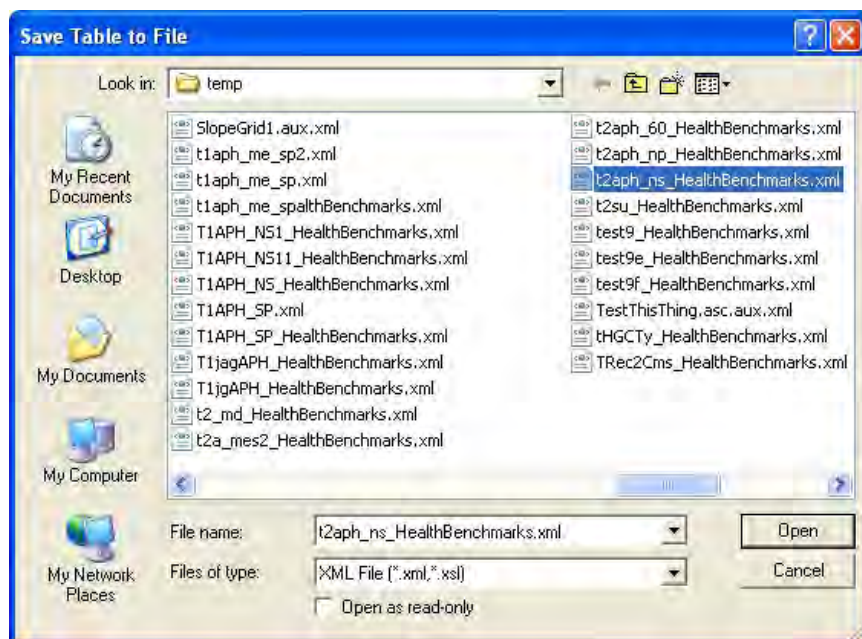 Save Table to File
Look in:
temp
My Recent
Documents
Desktop
My Documents
My Computer
My Network
Places
SlopeGrid1.aux.xml
t1aph_me_sp2.xml
t1aph_me_sp.xml
t1aph_me_spalthBenchmarks.xml
T1APH_NS1_HealthBenchmarks.xml
T1APH_NS11_HealthBenchmarks.xml
T1APH_NS_HealthBenchmarks.xml
T1APH_SP.xml
T1APH_SP_HealthBenchmarks.xml
T1jagAPH_HealthBenchmarks.xml
T1jgAPH_HealthBenchmarks.xml
t2_md_HealthBenchmarks.xml
t2a_mes2_HealthBenchmarks.xml
t2aph_60_HealthBenchmarks.xml
t2aph_np_HealthBenchmarks.xml
t2aph_ns_HealthBenchmarks.xml
t2su_HealthBenchmarks.xml
test9_HealthBenchmarks.xml
test9e_HealthBenchmarks.xml
test9f_HealthBenchmarks.xml
TestThisThing.asc.aux.xml
tHGCTy_HealthBenchmarks.xml
TRec2Cms_HealthBenchmarks.xml
File name:
t2aph_ns_HealthBenchmarks.xml
Open
Files of type:
XML File (*.xml,*.xsl)
Cancel
Open as read-only